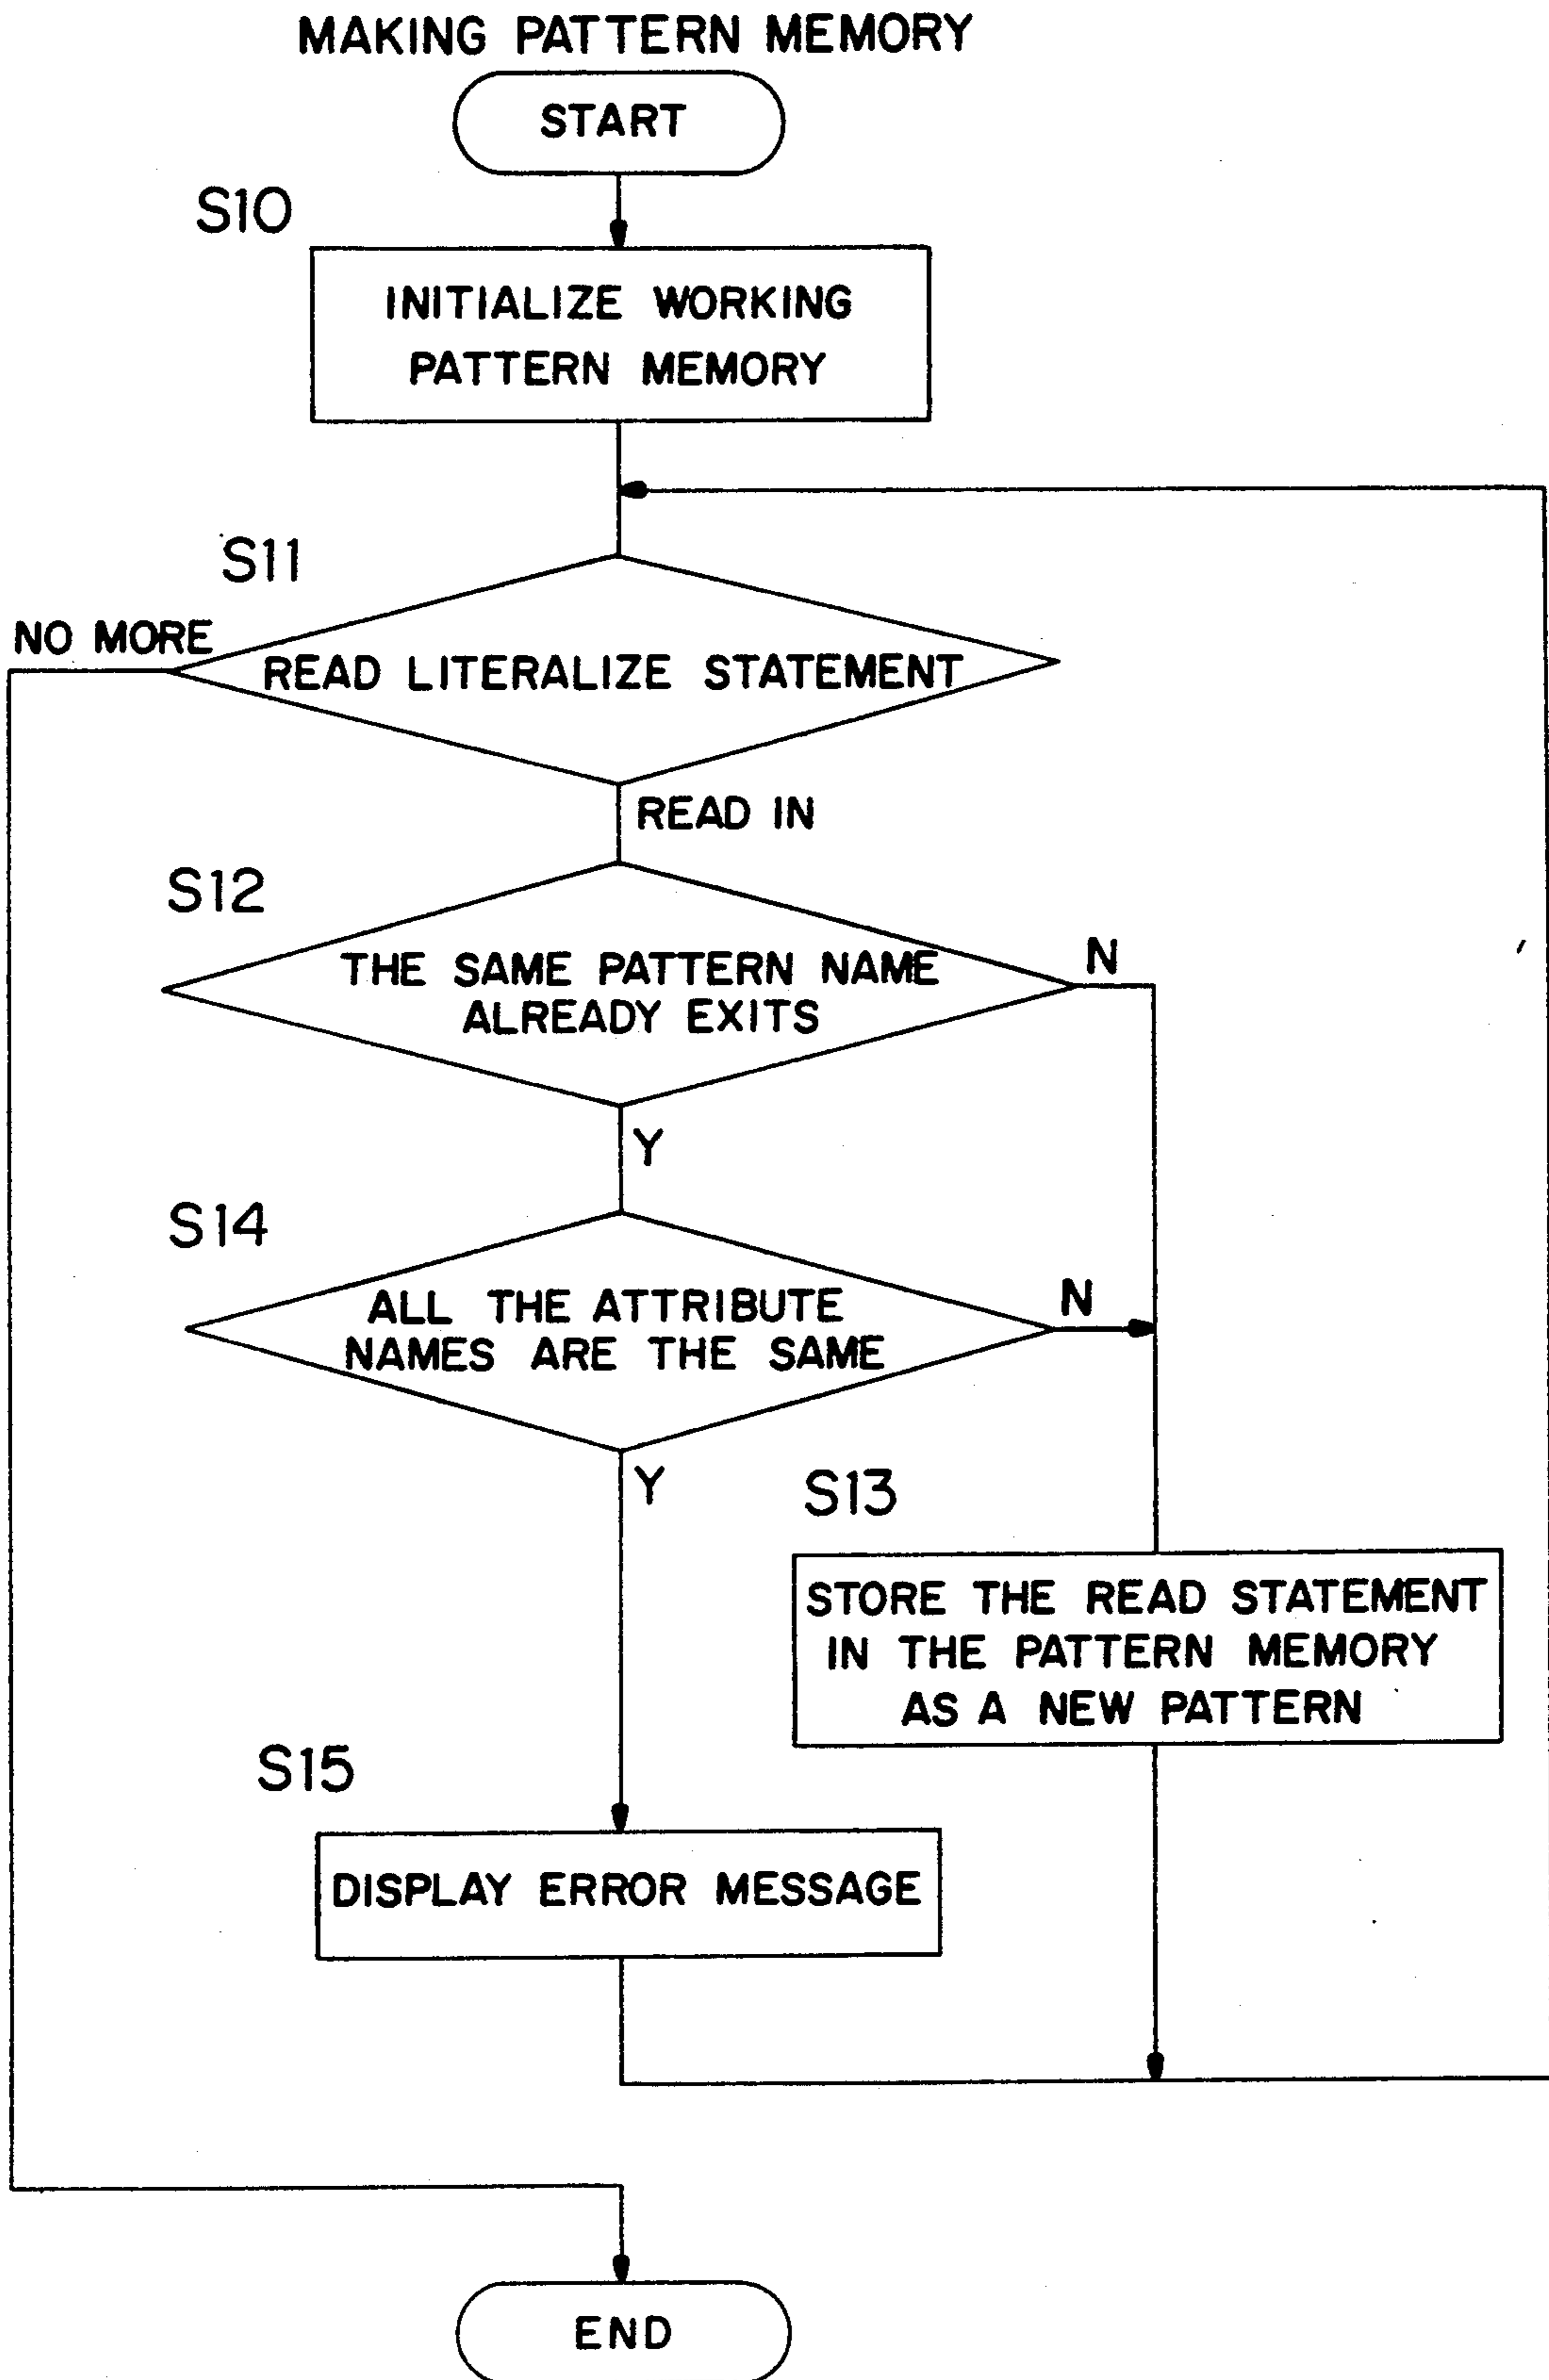 MAKING PATTERN MEMORY
START
S10
INITIALIZE WORKING
PATTERN MEMORY
S11
NO MORE
READ LITERALIZE STATEMENT
READ IN
S12
THE SAME PATTERN NAME
ALREADY EXITS
N
Y
S14
ALL THE ATTRIBUTE
NAMES ARE THE SAME
N
Y
S13
STORE THE READ STATEMENT
IN THE PATTERN MEMORY
AS A NEW PATTERN
S15
DISPLAY ERROR MESSAGE
END